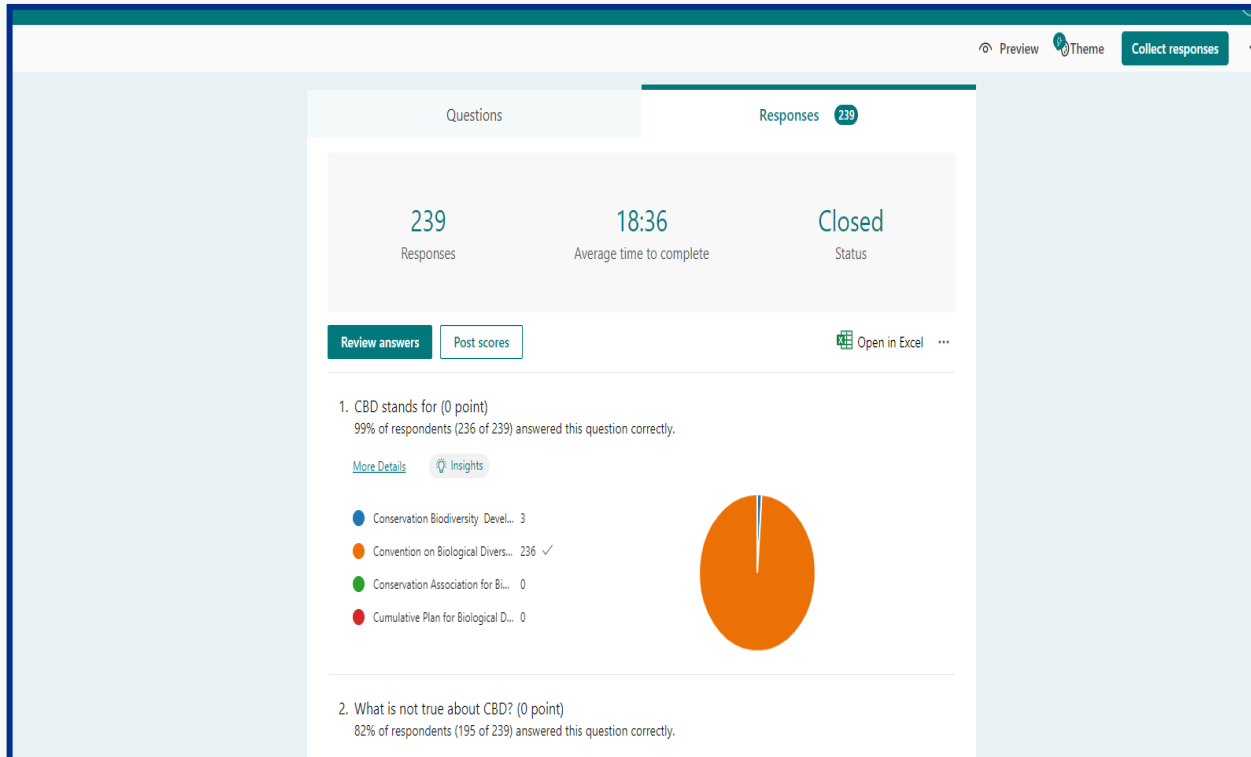 Preview Theme Collect responses
Questions Responses 239
239 18:36 Closed
Responses Average time to complete Status
Review answers Post scores Open in Excel ...
1. CBD stands for (0 point)
99% of respondents (236 of 239) answered this question correctly.
More Details Insights
Conservation Biodiversity Devel... 3
Convention on Biological Divers... 236
Conservation Association for Bi... 0
Cumulative Plan for Biological D... 0
2. What is not true about CBD? (0 point)
82% of respondents (195 of 239) answered this question correctly.